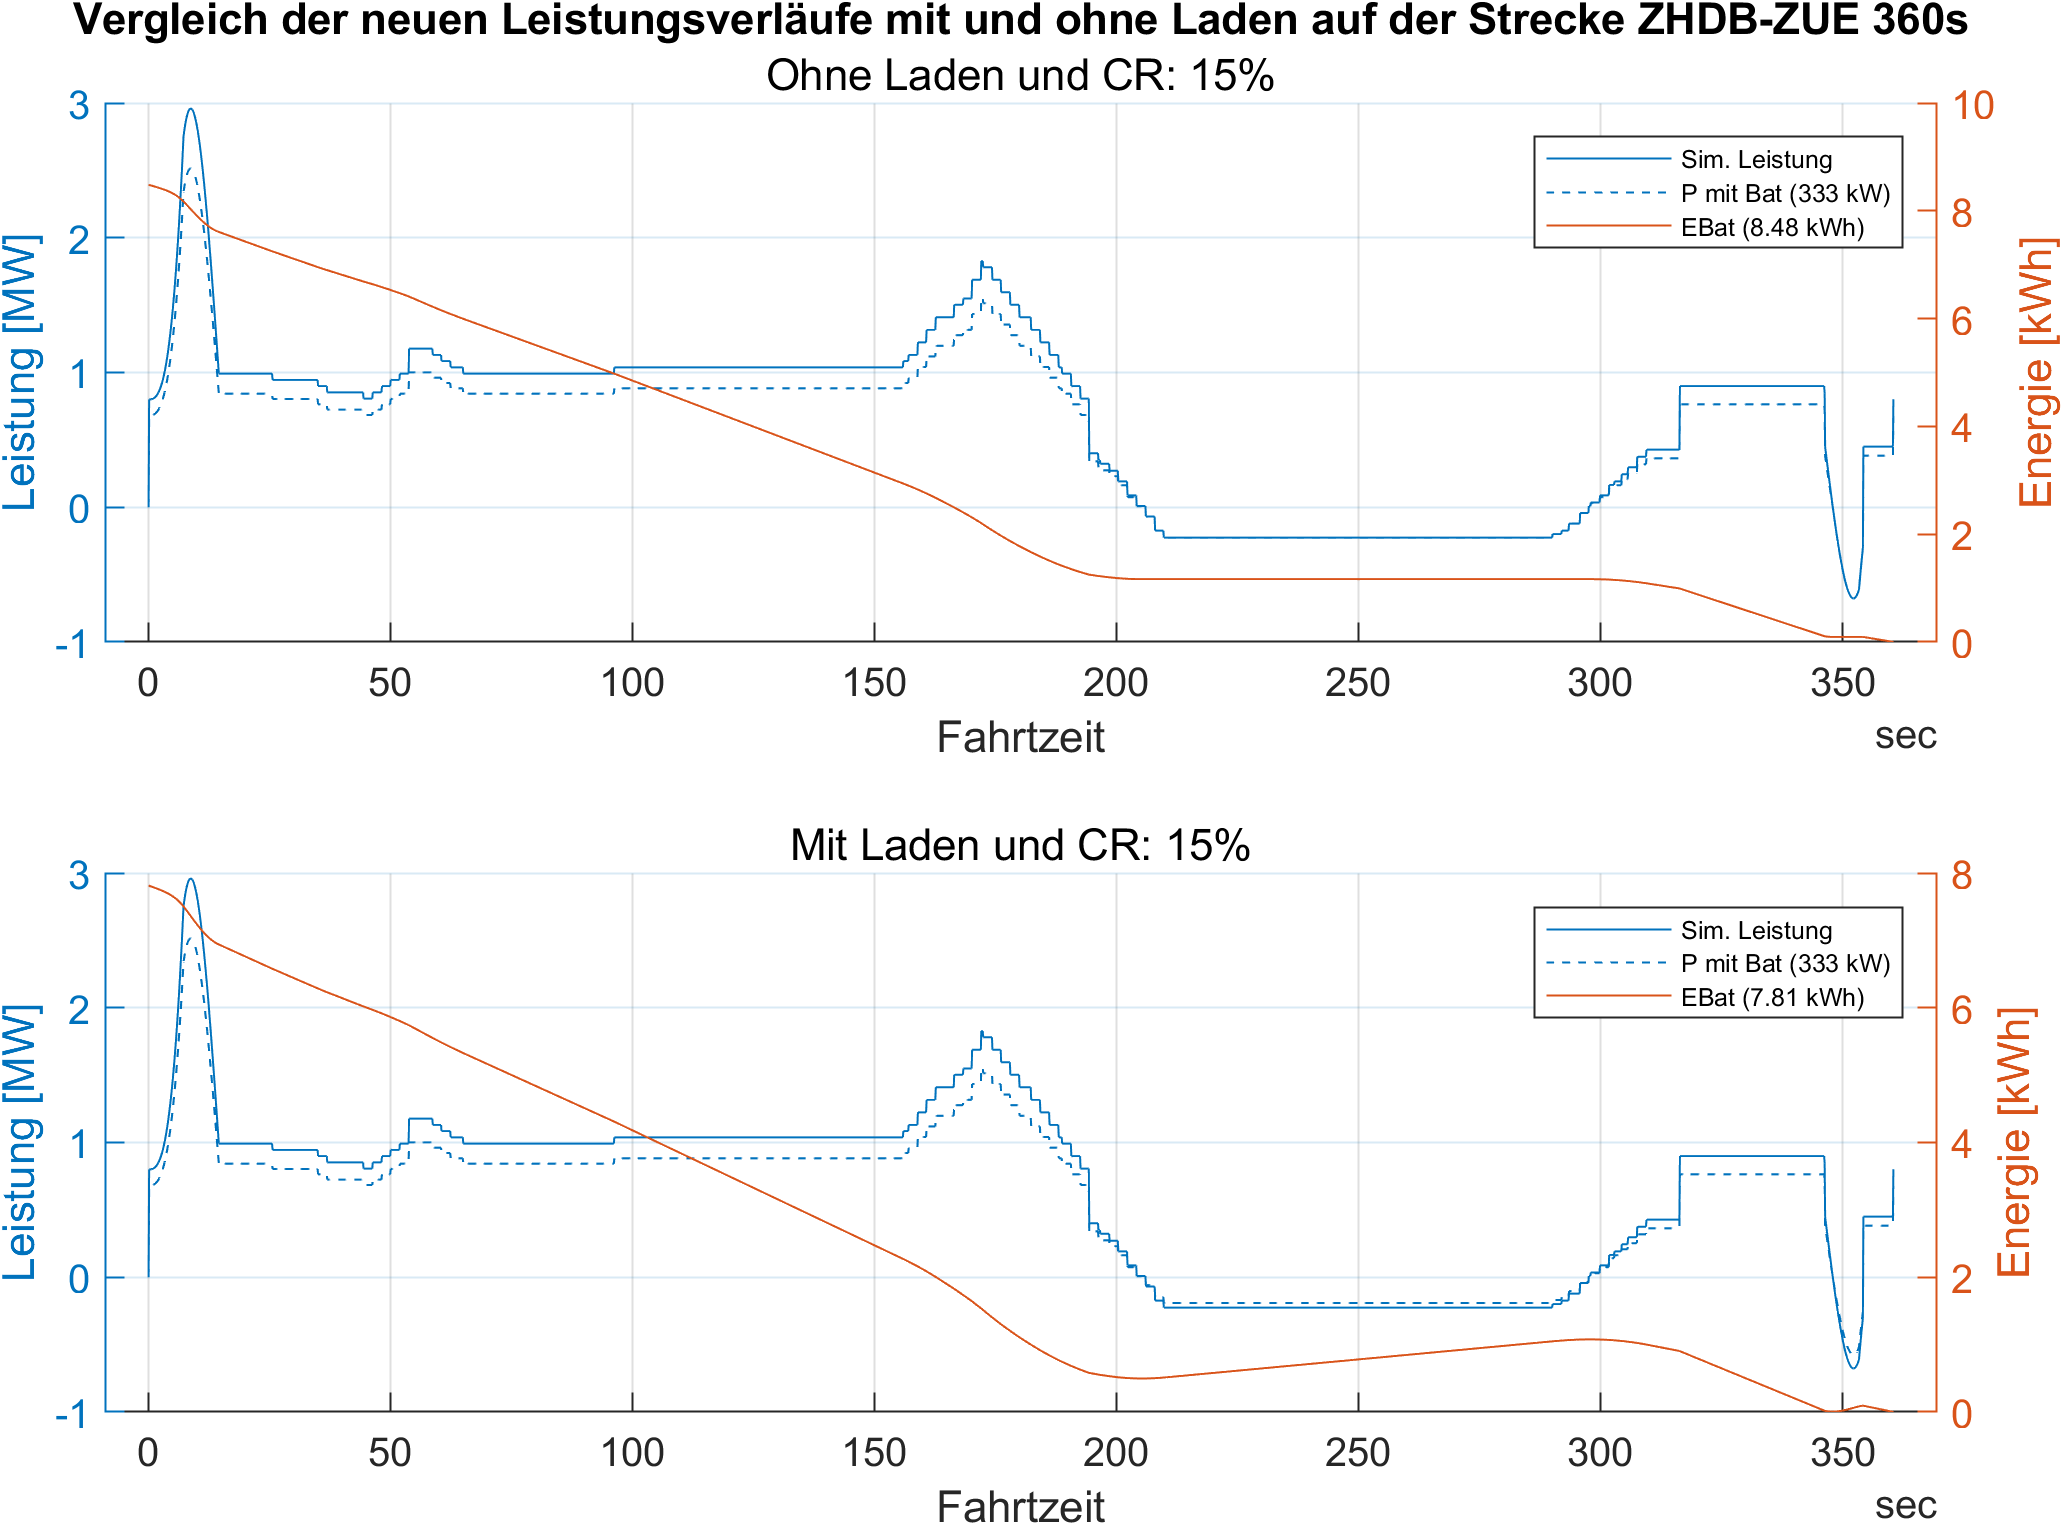 Vergleich der neuen Leistungsverläufe mit und ohne Laden auf der Strecke ZHDB-ZUE 360s
Ohne Laden und CR: 15%
Leistung [MW]
3
2
1
0
-1
Sim. Leistung
P mit Bat (333 kW)
EBat (8.48 kWh)
10
8
6
4
2
0
Energie [kWh]
0 50 100 150 200 250 300 350
Fahrtzeit
sec
Mit Laden und CR: 15%
Leistung [MW]
3
2
1
0
-1
Sim. Leistung
P mit Bat (333 kW)
EBat (7.81 kWh)
8
6
4
2
0
Energie [kWh]
0 50 100 150 200 250 300 350
Fahrtzeit
sec